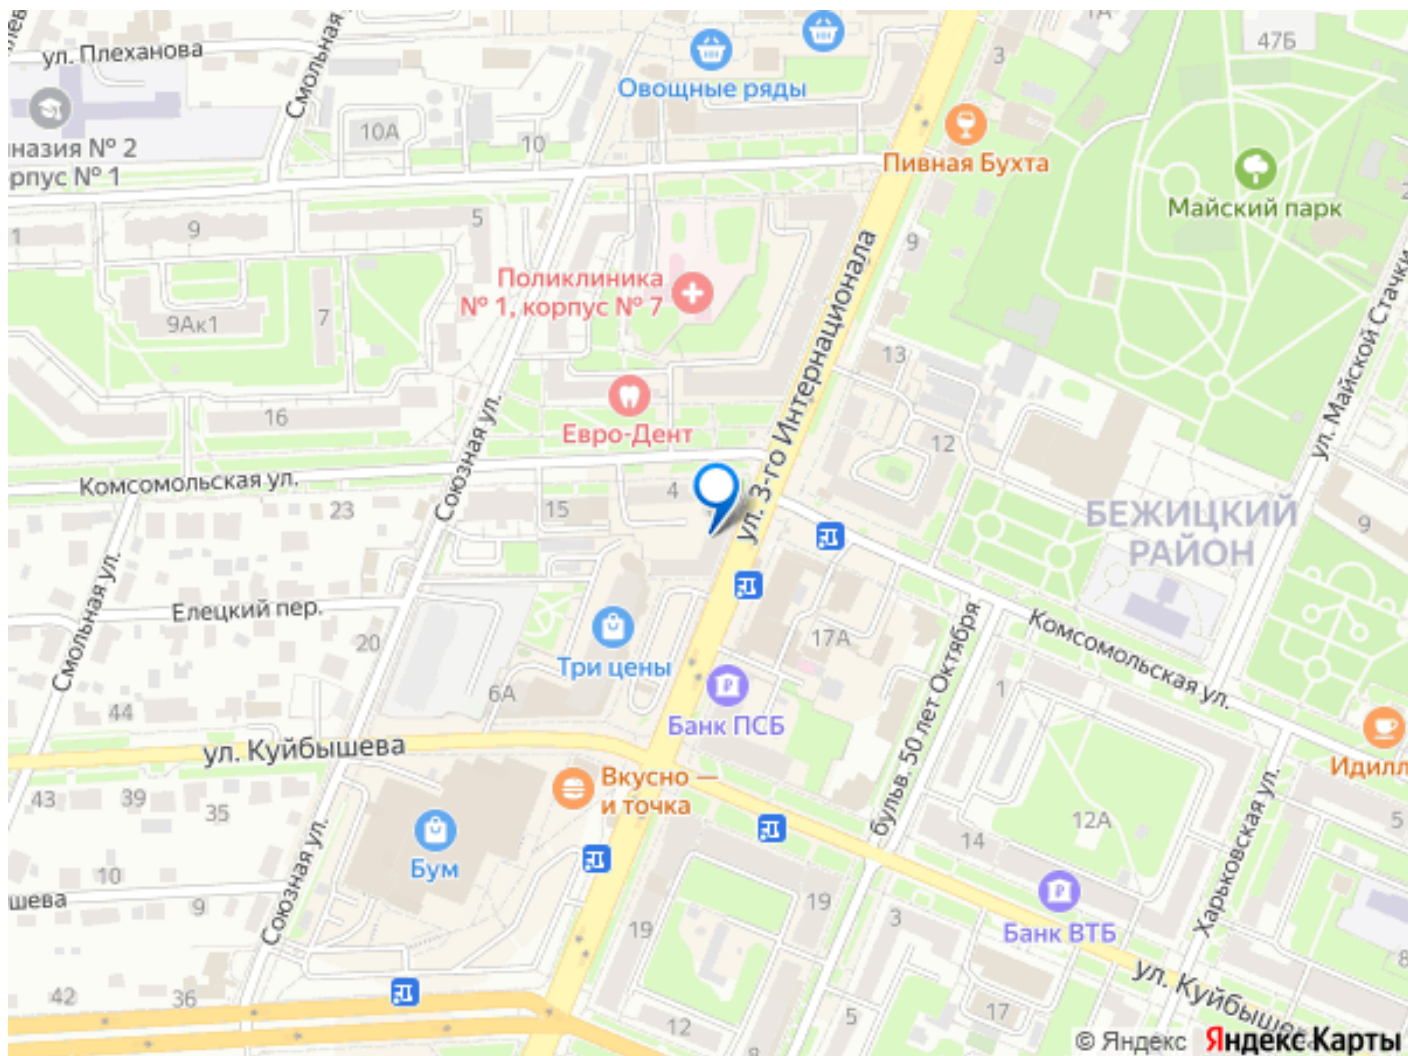 ул. Плеханова
Смольная ул.
47Б
1А
3
Овощные ряды
10А
10
Пивная Бухта
назия № 2
рпус № 1
Майский парк
5
9
1
9
Поликлиника
№ 1, корпус № 7
9Ак1
7
13
ул. 3-го Интернационала
ул. Майской Стачки
16
Евро-Дент
12
Союзная ул.
Комсомольская ул.
4
15
23
БЕЖИЦКИЙ
РАЙОН
9
Смольная ул.
Елецкий пер.
20
17А
Комсомольская ул.
Три цены
6А
1
44
Банк ПСБ
бульв. 50 лет Октября
ул. Куйбышева
Идилл
Вкусно —
и точка
43
39
35
12А
5
14
Харьковская ул.
Бум
10
шева
9
Союзная ул.
19
19
3
Банк ВТБ
42
36
12
5
17
8
ул. Куйбышева
© Яндекс Яндекс Карты